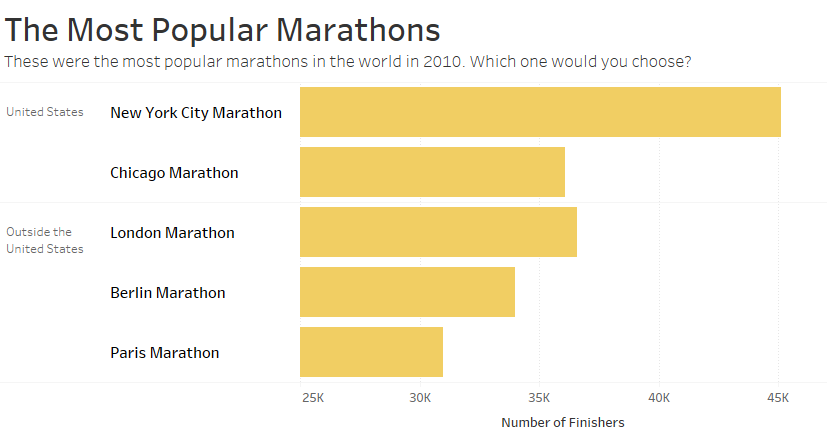 The Most Popular Marathons
These were the most popular marathons in the world in 2010. Which one would you choose?
United States
New York City Marathon
Chicago Marathon
Outside the
United States
London Marathon
Berlin Marathon
Paris Marathon
25K 30K 35K 40K 45K
Number of Finishers